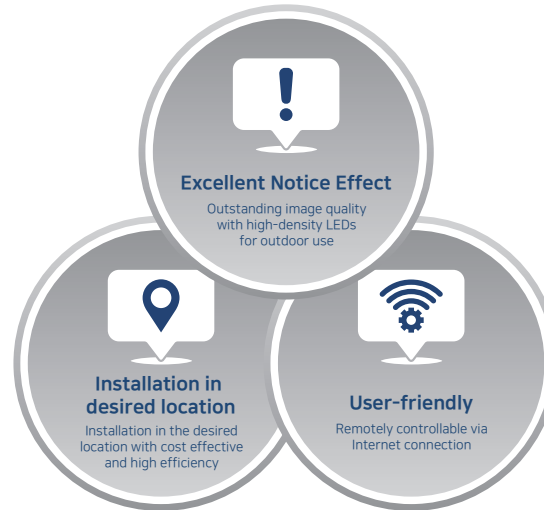 Excellent Notice Effect
Outstanding image quality
with high-density LEDs
for outdoor use
Installation in
desired location
Installation in the desired
location with cost effective
and high efficiency
User-friendly
Remotely controllable via
Internet connection